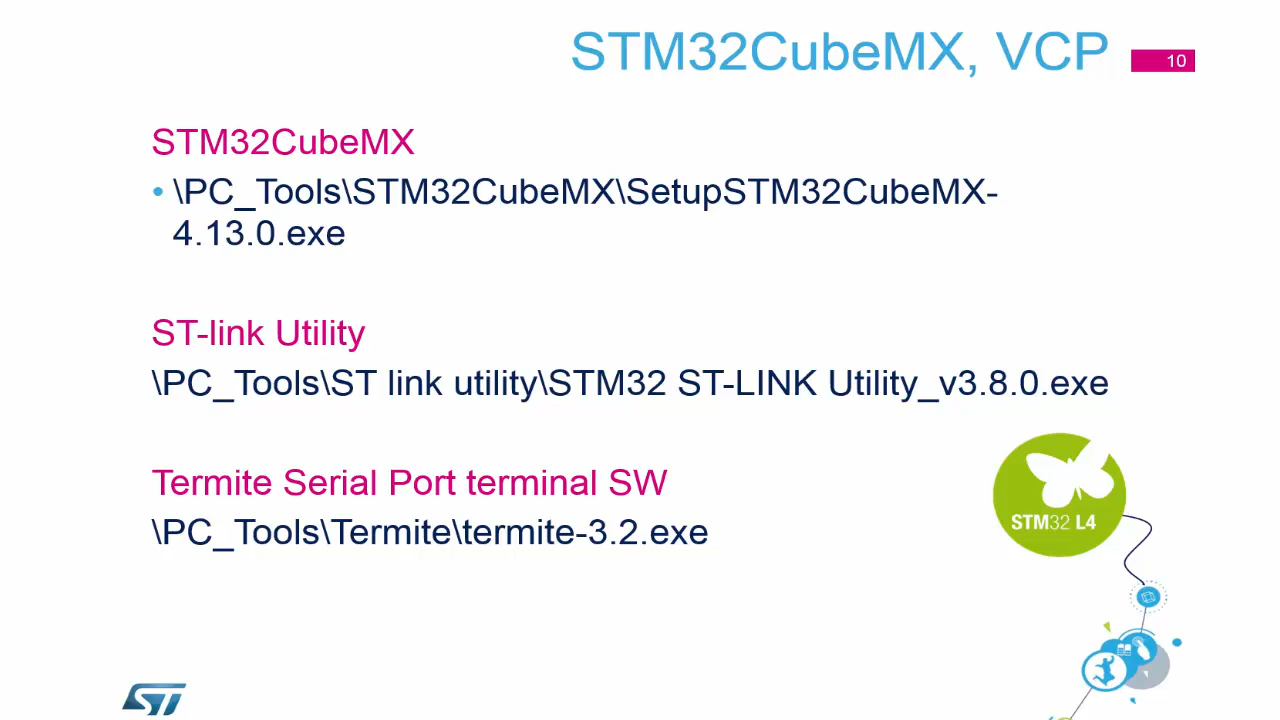 STM32CubeMX, VCP
10
STM32CubeMX
• \PC_Tools\STM32CubeMX\SetupSTM32CubeMX-
4.13.0.exe
ST-link Utility
\PC_Tools\ST link utility\STM32 ST-LINK Utility_v3.8.0.exe
Termite Serial Port terminal SW
\PC_Tools\Termite\termite-3.2.exe
STM32 L4
ST